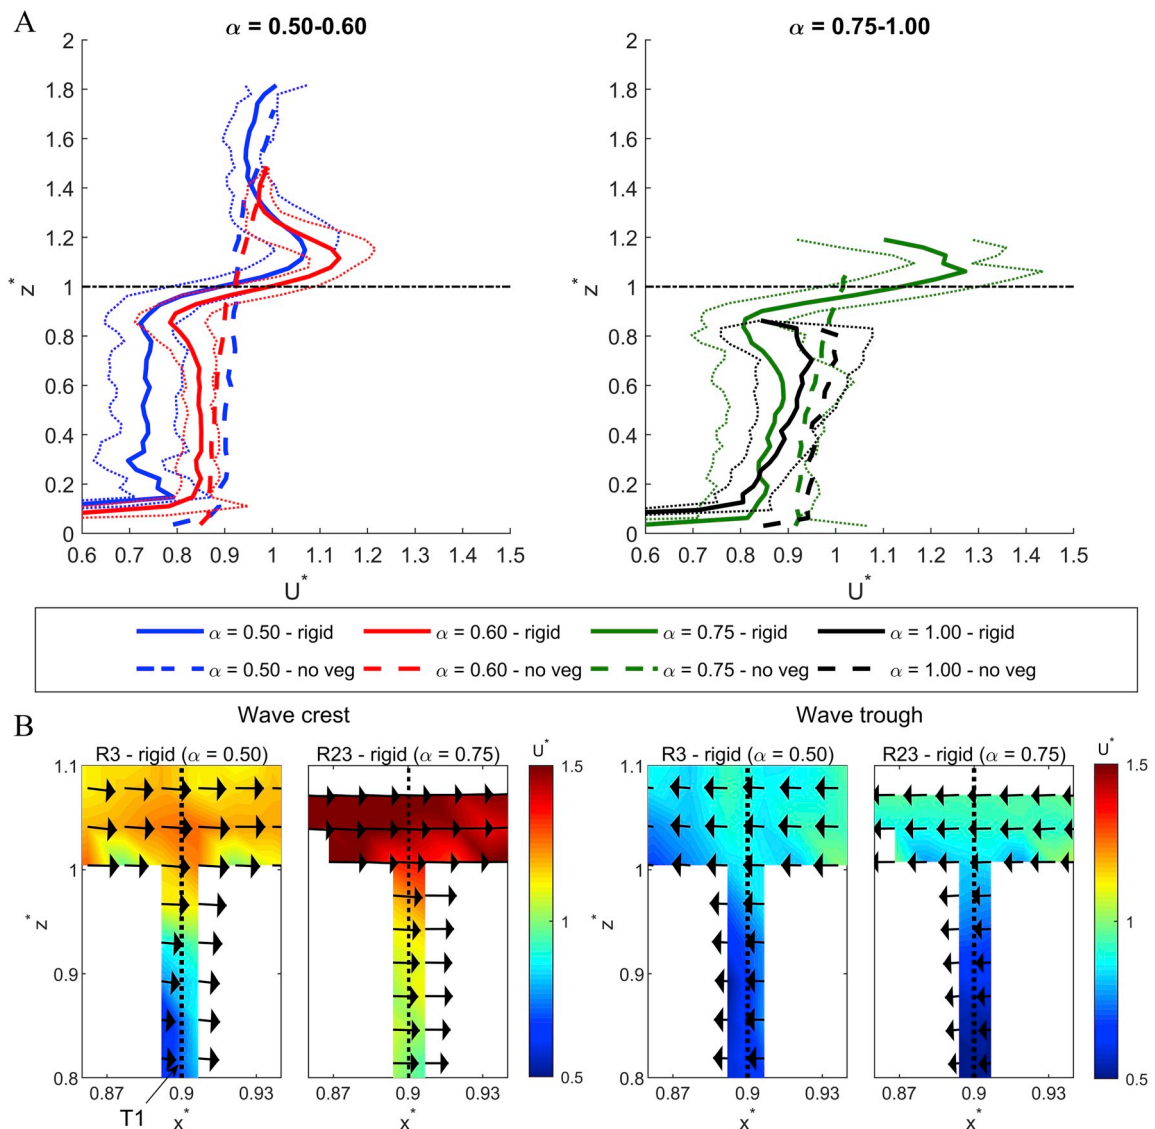 A
α = 0.50-0.60
α = 0.75-1.00
2
1.8
1.6
1.4
1.2
1
0.8
0.6
0.4
0.2
0
z*
0.6 0.7 0.8 0.9 1 1.1 1.2 1.3 1.4 1.5
U*
2
1.8
1.6
1.4
1.2
1
0.8
0.6
0.4
0.2
0
z*
0.6 0.7 0.8 0.9 1 1.1 1.2 1.3 1.4 1.5
U*
α = 0.50 - rigid α = 0.60 - rigid α = 0.75 - rigid α = 1.00 - rigid
α = 0.50 - no veg α = 0.60 - no veg α = 0.75 - no veg α = 1.00 - no veg
B
Wave crest Wave trough
R3 - rigid (α = 0.50) R23 - rigid (α = 0.75) U* R3 - rigid (α = 0.50) R23 - rigid (α = 0.75) U*
1.1
1
0.9
0.8
z*
0.87 0.9 0.93
T1
x*
0.87 0.9 0.93
x*
1.5
1
0.5
1.1
1
0.9
0.8
z*
0.87 0.9 0.93
x*
0.87 0.9 0.93
x*
1.5
1
0.5